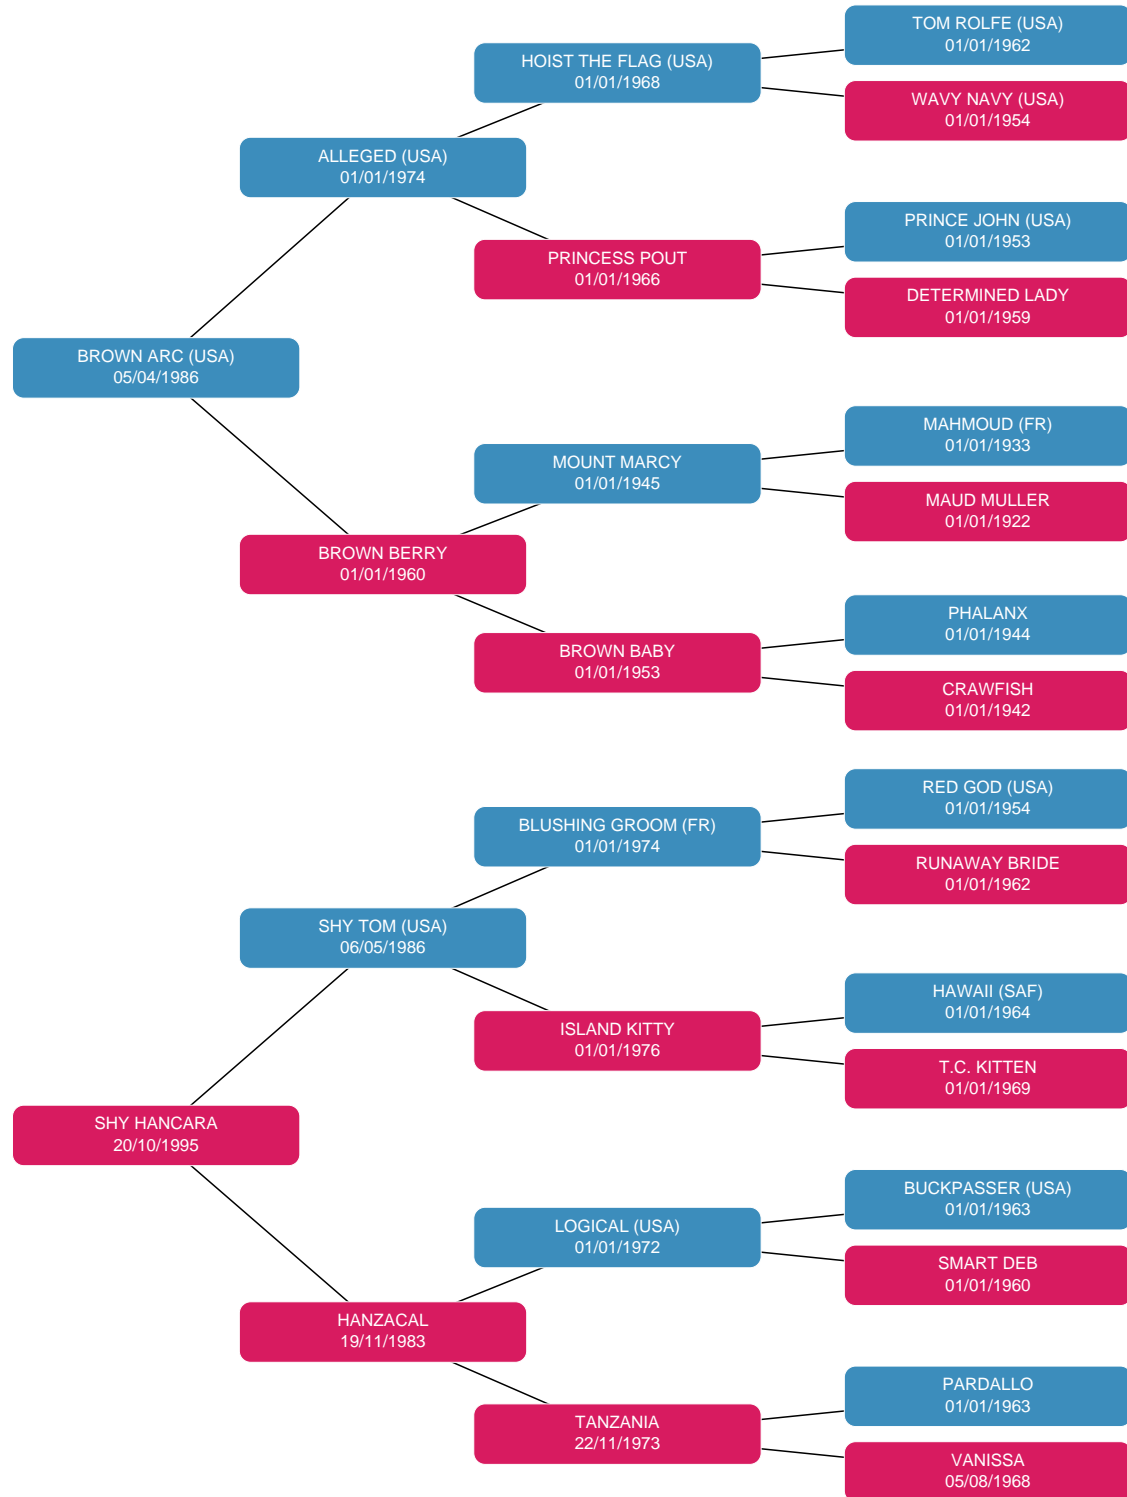 TOM ROLFE (USA)
01/01/1962
HOIST THE FLAG (USA)
01/01/1968
WAVY NAVY (USA)
01/01/1954
ALLEGED (USA)
01/01/1974
PRINCE JOHN (USA)
01/01/1953
PRINCESS POUT
01/01/1966
DETERMINED LADY
01/01/1959
BROWN ARC (USA)
05/04/1986
MAHMOUD (FR)
01/01/1933
MOUNT MARCY
01/01/1945
MAUD MULLER
01/01/1922
BROWN BERRY
01/01/1960
PHALANX
01/01/1944
BROWN BABY
01/01/1953
CRAWFISH
01/01/1942
RED GOD (USA)
01/01/1954
BLUSHING GROOM (FR)
01/01/1974
RUNAWAY BRIDE
01/01/1962
SHY TOM (USA)
06/05/1986
HAWAII (SAF)
01/01/1964
ISLAND KITTY
01/01/1976
T.C. KITTEN
01/01/1969
SHY HANCARA
20/10/1995
BUCKPASSER (USA)
01/01/1963
LOGICAL (USA)
01/01/1972
SMART DEB
01/01/1960
HANZACAL
19/11/1983
PARDALLO
01/01/1963
TANZANIA
22/11/1973
VANISSA
05/08/1968